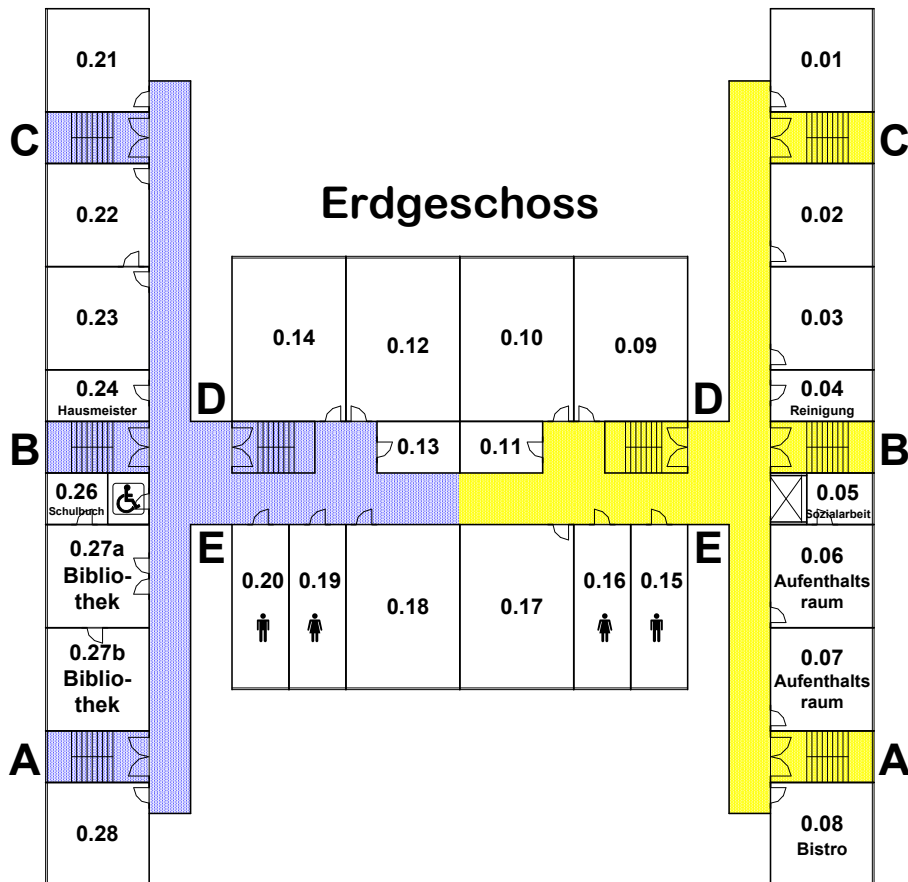 Erdgeschoss
0.21
C
0.22
0.23
0.24
Hausmeister
B
0.26
Schulbuch
0.27a
Biblio-
thek
0.27b
Biblio-
thek
A
0.28
D
0.14
0.12
0.10
0.09
D
0.13
0.11
E
0.20
0.19
0.18
0.17
0.16
0.15
E
0.01
C
0.02
0.03
0.04
Reinigung
B
0.05
Sozialarbeit
0.06
Aufenthalts
raum
0.07
Aufenthalts
raum
A
0.08
Bistro